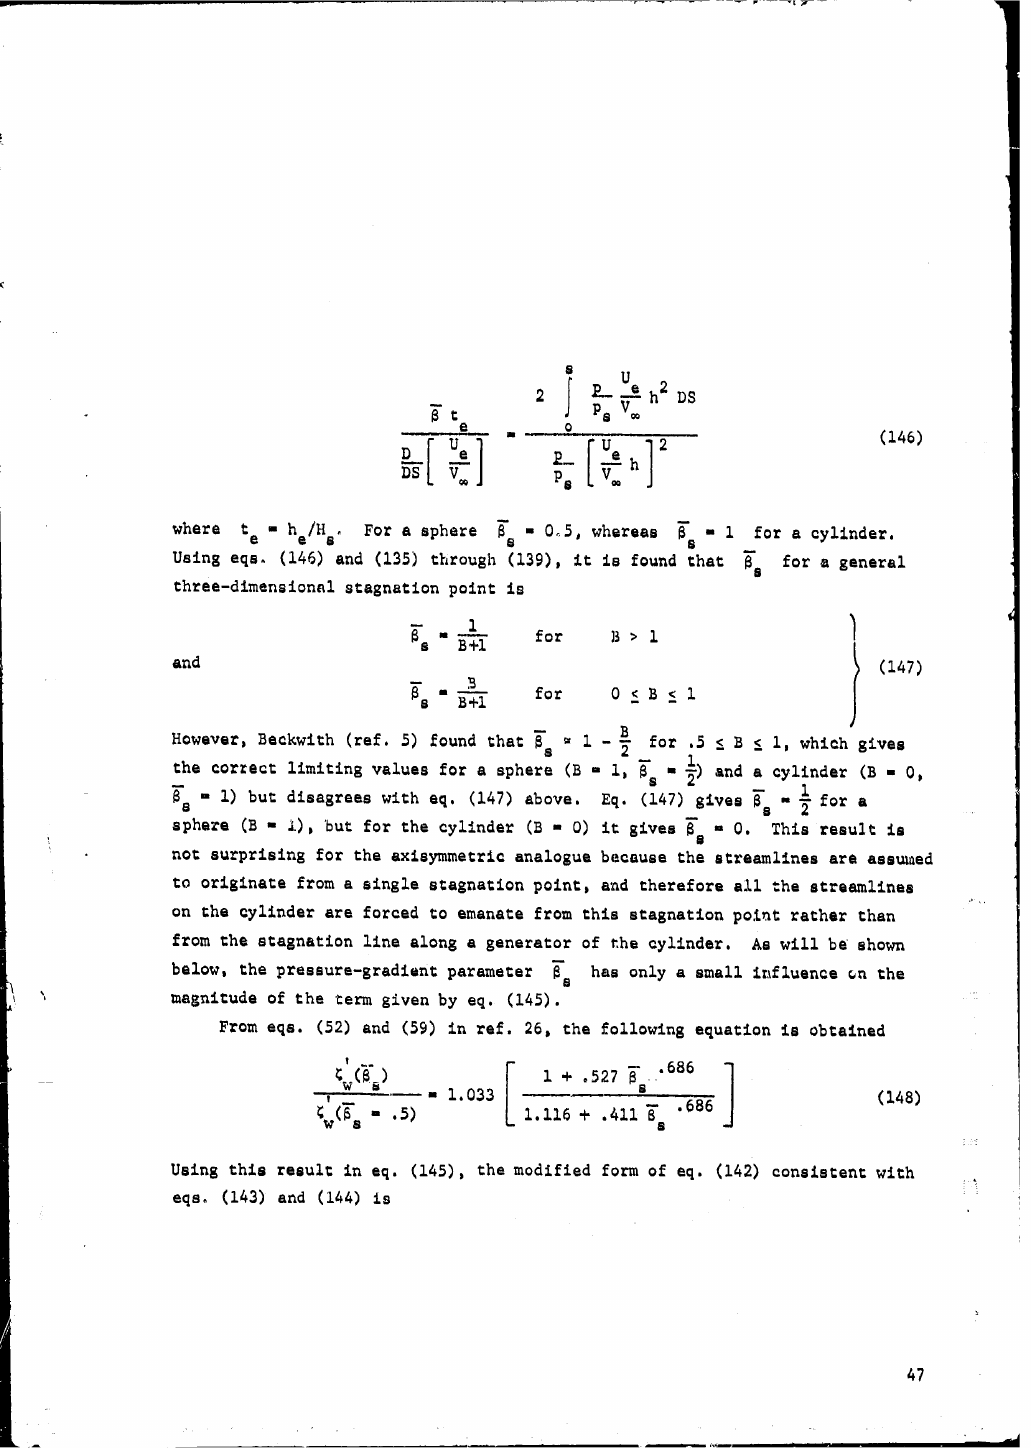 β̄ t_e / (D/DS [U_e/V_∞]) = 2 ∫_o^s (p/p_s) (U_e/V_∞) h² DS / ((p/p_s) [(U_e/V_∞) h]²) (146)
where t_e = h_e/H_s. For a sphere β̄_s = 0.5, whereas β̄_s = 1 for a cylinder.
Using eqs. (146) and (135) through (139), it is found that β̄_s for a general
three-dimensional stagnation point is
β̄_s = 1/(B+1) for B > 1
and (147)
β̄_s = B/(B+1) for 0 ≤ B ≤ 1
However, Beckwith (ref. 5) found that β̄_s ≈ 1 - B/2 for .5 ≤ B ≤ 1, which gives
the correct limiting values for a sphere (B = 1, β̄_s = 1/2) and a cylinder (B = 0,
β̄_s = 1) but disagrees with eq. (147) above. Eq. (147) gives β̄_s = 1/2 for a
sphere (B = 1), but for the cylinder (B = 0) it gives β̄_s = 0. This result is
not surprising for the axisymmetric analogue because the streamlines are assumed
to originate from a single stagnation point, and therefore all the streamlines
on the cylinder are forced to emanate from this stagnation point rather than
from the stagnation line along a generator of the cylinder. As will be shown
below, the pressure-gradient parameter β̄_s has only a small influence on the
magnitude of the term given by eq. (145).
From eqs. (52) and (59) in ref. 26, the following equation is obtained
ζ'_w(β̄_s) / ζ'_w(β̄_s = .5) = 1.033 [(1 + .527 β̄_s^.686) / (1.116 + .411 β̄_s^.686)] (148)
Using this result in eq. (145), the modified form of eq. (142) consistent with
eqs. (143) and (144) is
47